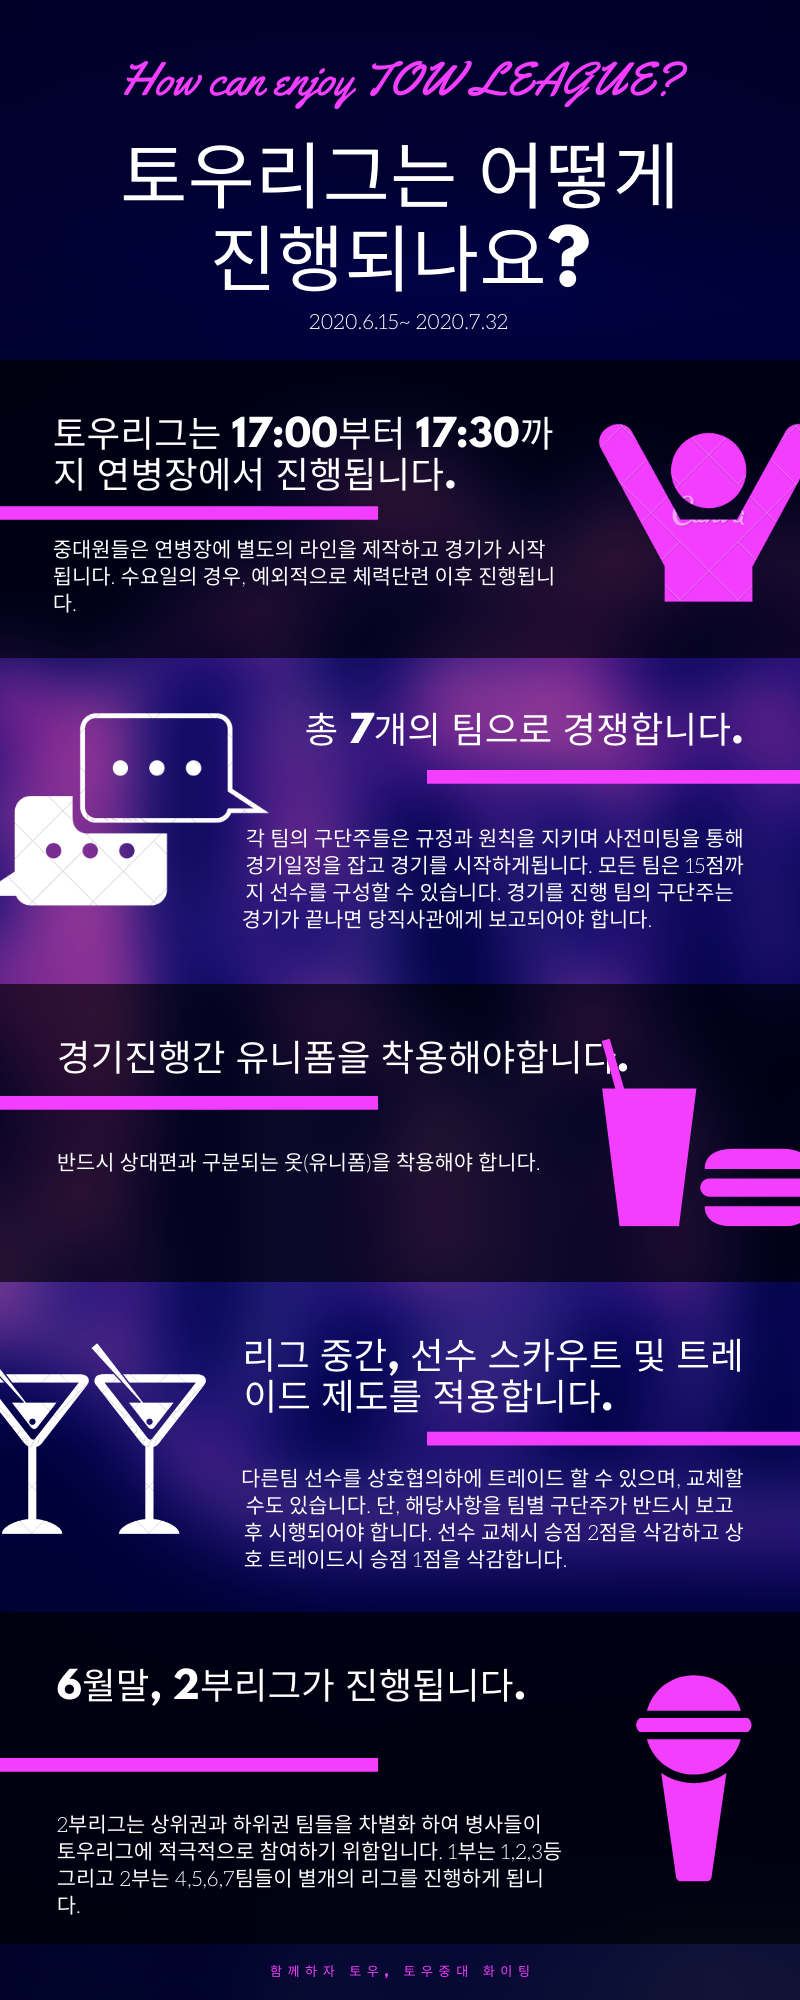 How can enjoy TOW LEAGUE?
토우리그는 어떻게
진행되나요?
2020.6.15~ 2020.7.32
토우리그는 17:00부터 17:30까
지 연병장에서 진행됩니다.
Canva
중대원들은 연병장에 별도의 라인을 제작하고 경기가 시작
됩니다. 수요일의 경우, 예외적으로 체력단련 이후 진행됩니
다.
총 7개의 팀으로 경쟁합니다.
각 팀의 구단주들은 규정과 원칙을 지키며 사전미팅을 통해
경기일정을 잡고 경기를 시작하게됩니다. 모든 팀은 15점까
지 선수를 구성할 수 있습니다. 경기를 진행 팀의 구단주는
경기가 끝나면 당직사관에게 보고되어야 합니다.
경기진행간 유니폼을 착용해야합니다.
반드시 상대편과 구분되는 옷(유니폼)을 착용해야 합니다.
리그 중간, 선수 스카우트 및 트레
이드 제도를 적용합니다.
다른팀 선수를 상호협의하에 트레이드 할 수 있으며, 교체할
수도 있습니다. 단, 해당사항을 팀별 구단주가 반드시 보고
후 시행되어야 합니다. 선수 교체시 승점 2점을 삭감하고 상
호 트레이드시 승점 1점을 삭감합니다.
6월말, 2부리그가 진행됩니다.
2부리그는 상위권과 하위권 팀들을 차별화 하여 병사들이
토우리그에 적극적으로 참여하기 위함입니다. 1부는 1,2,3등
그리고 2부는 4,5,6,7팀들이 별개의 리그를 진행하게 됩니
다.
함께하자 토우, 토우중대 화이팅